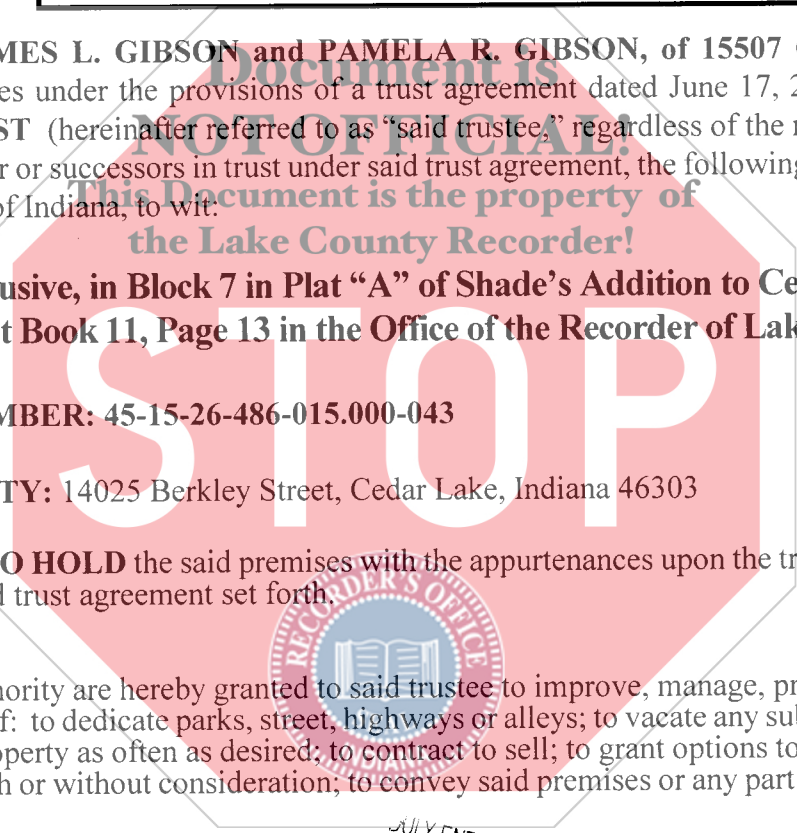 MES L. GIBSON and PAMELA R. GIBSON, of 15507
Document is
es under the provisions of a trust agreement dated June 17, 2
ST (hereinafter referred to as “said trustee,” regardless of the
NOT OFFICIAL!
r or successors in trust under said trust agreement, the following
This Document is the property of
of Indiana, to wit:
the Lake County Recorder!
usive, in Block 7 in Plat “A” of Shade’s Addition to Ce
t Book 11, Page 13 in the Office of the Recorder of Lak
STOP
MBER: 45-15-26-486-015.000-043
TY: 14025 Berkley Street, Cedar Lake, Indiana 46303
O HOLD the said premises with the appurtenances upon the tr
d trust agreement set forth.
RECORDER'S OFFICE
nority are hereby granted to said trustee to improve, manage, pr
f: to dedicate parks, street, highways or alleys; to vacate any su
operty as often as desired; to contract to sell; to grant options to
h or without consideration; to convey said premises or any part
INDIANA